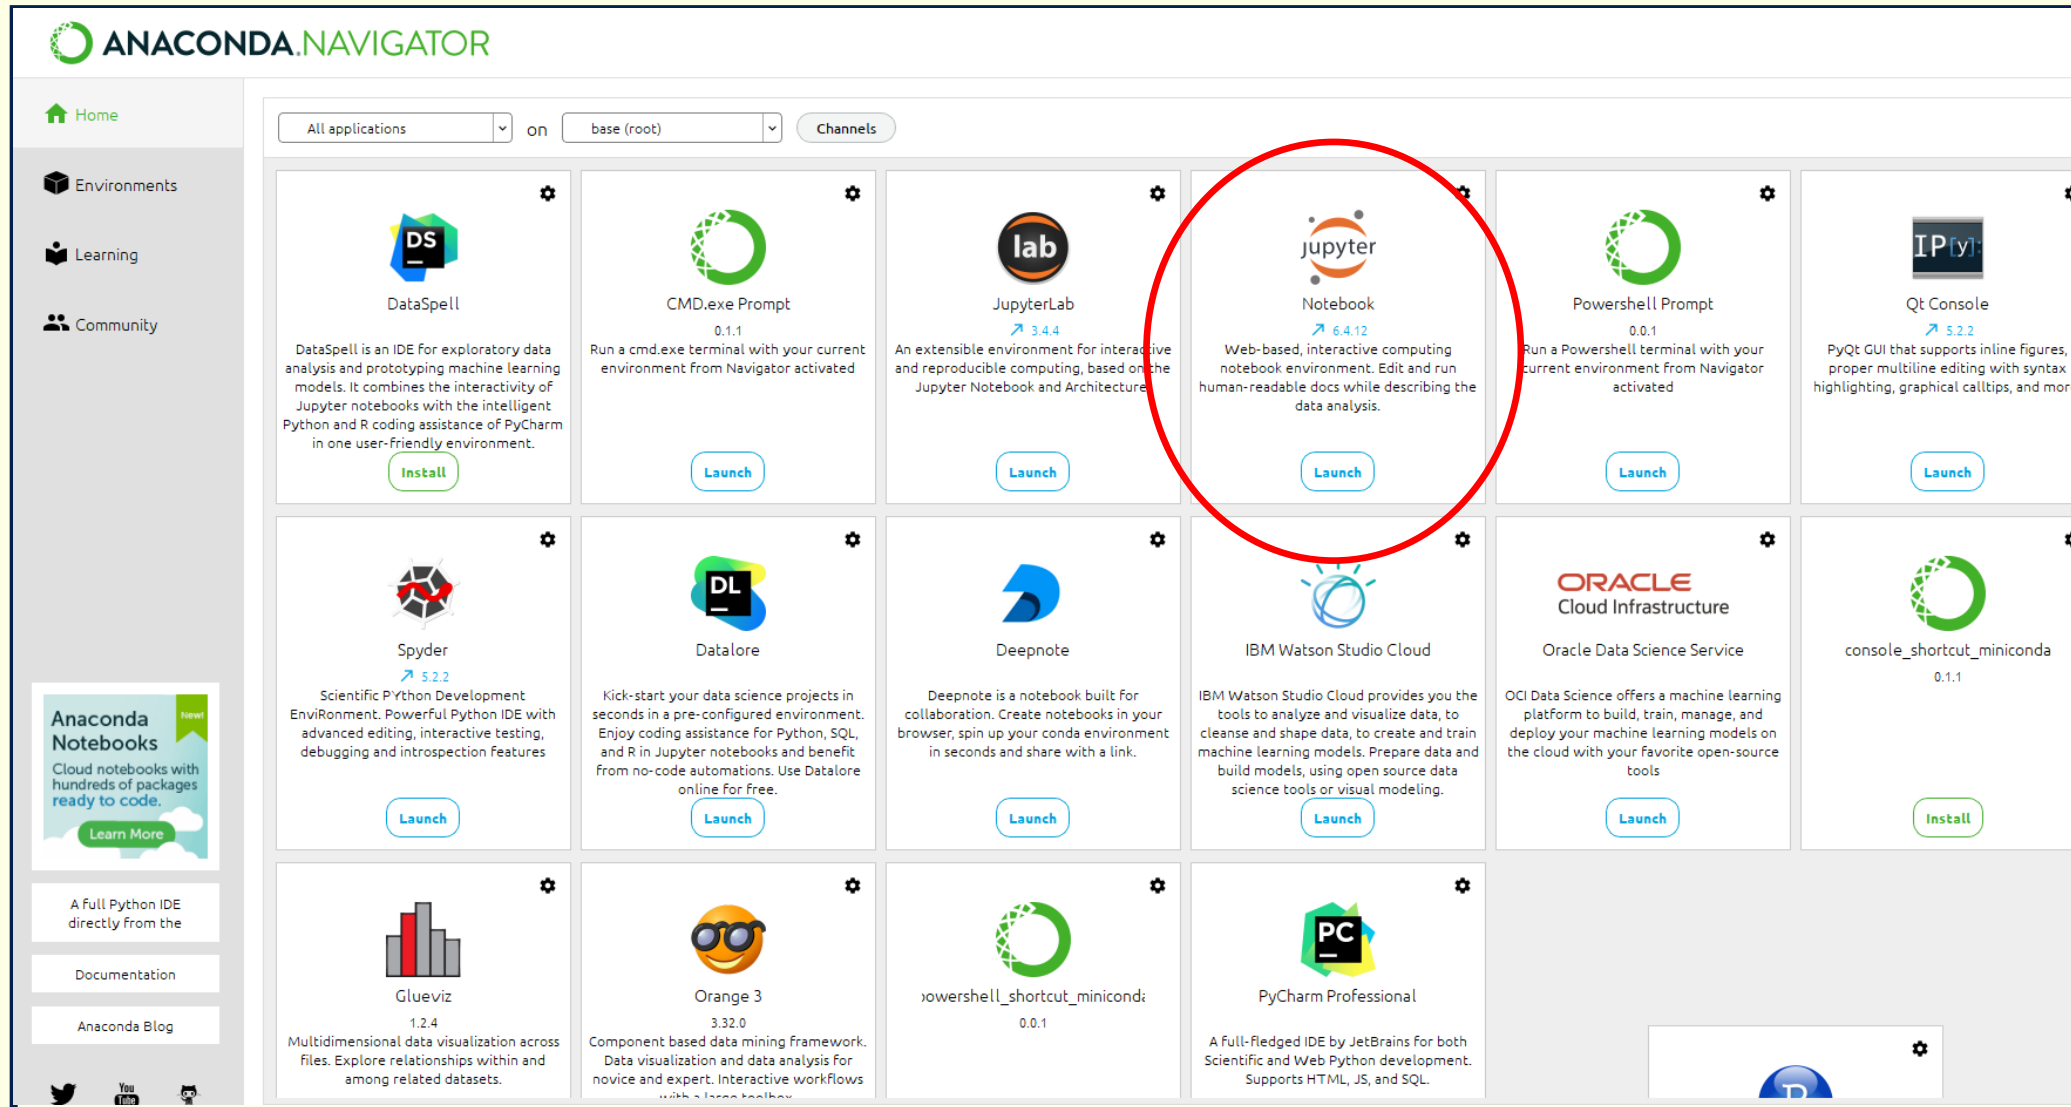 ANACONDA.NAVIGATOR
Home
Environments
Learning
Community
Anaconda
Notebooks
New!
Cloud notebooks with
hundreds of packages
ready to code.
Learn More
A full Python IDE
directly from the
Documentation
Anaconda Blog
You
Tube
All applications
on
base (root)
Channels
DS
DataSpell
DataSpell is an IDE for exploratory data
analysis and prototyping machine learning
models. It combines the interactivity of
Jupyter notebooks with the intelligent
Python and R coding assistance of PyCharm
in one user-friendly environment.
Install
CMD.exe Prompt
0.1.1
Run a cmd.exe terminal with your current
environment from Navigator activated
Launch
lab
JupyterLab
3.4.4
An extensible environment for interactive
and reproducible computing, based on the
Jupyter Notebook and Architecture
Launch
jupyter
Notebook
6.4.12
Web-based, interactive computing
notebook environment. Edit and run
human-readable docs while describing the
data analysis.
Launch
Powershell Prompt
0.0.1
Run a Powershell terminal with your
current environment from Navigator
activated
Launch
IP[y]:
Qt Console
5.2.2
PyQt GUI that supports inline figures,
proper multiline editing with syntax
highlighting, graphical calltips, and mor
Launch
Spyder
5.2.2
Scientific PYthon Development
EnviRonment. Powerful Python IDE with
advanced editing, interactive testing,
debugging and introspection features
Launch
DL
Datalore
Kick-start your data science projects in
seconds in a pre-configured environment.
Enjoy coding assistance for Python, SQL,
and R in Jupyter notebooks and benefit
from no-code automations. Use Datalore
online for free.
Launch
Deepnote
Deepnote is a notebook built for
collaboration. Create notebooks in your
browser, spin up your conda environment
in seconds and share with a link.
Launch
IBM Watson Studio Cloud
IBM Watson Studio Cloud provides you the
tools to analyze and visualize data, to
cleanse and shape data, to create and train
machine learning models. Prepare data and
build models, using open source data
science tools or visual modeling.
Launch
ORACLE
Cloud Infrastructure
Oracle Data Science Service
OCI Data Science offers a machine learning
platform to build, train, manage, and
deploy your machine learning models on
the cloud with your favorite open-source
tools
Launch
console_shortcut_miniconda
0.1.1
Install
Glueviz
1.2.4
Multidimensional data visualization across
files. Explore relationships within and
among related datasets.
Orange 3
3.32.0
Component based data mining framework.
Data visualization and data analysis for
novice and expert. Interactive workflows
with a large toolbox
powershell_shortcut_miniconda
0.0.1
PC
PyCharm Professional
A full-fledged IDE by JetBrains for both
Scientific and Web Python development.
Supports HTML, JS, and SQL.
R